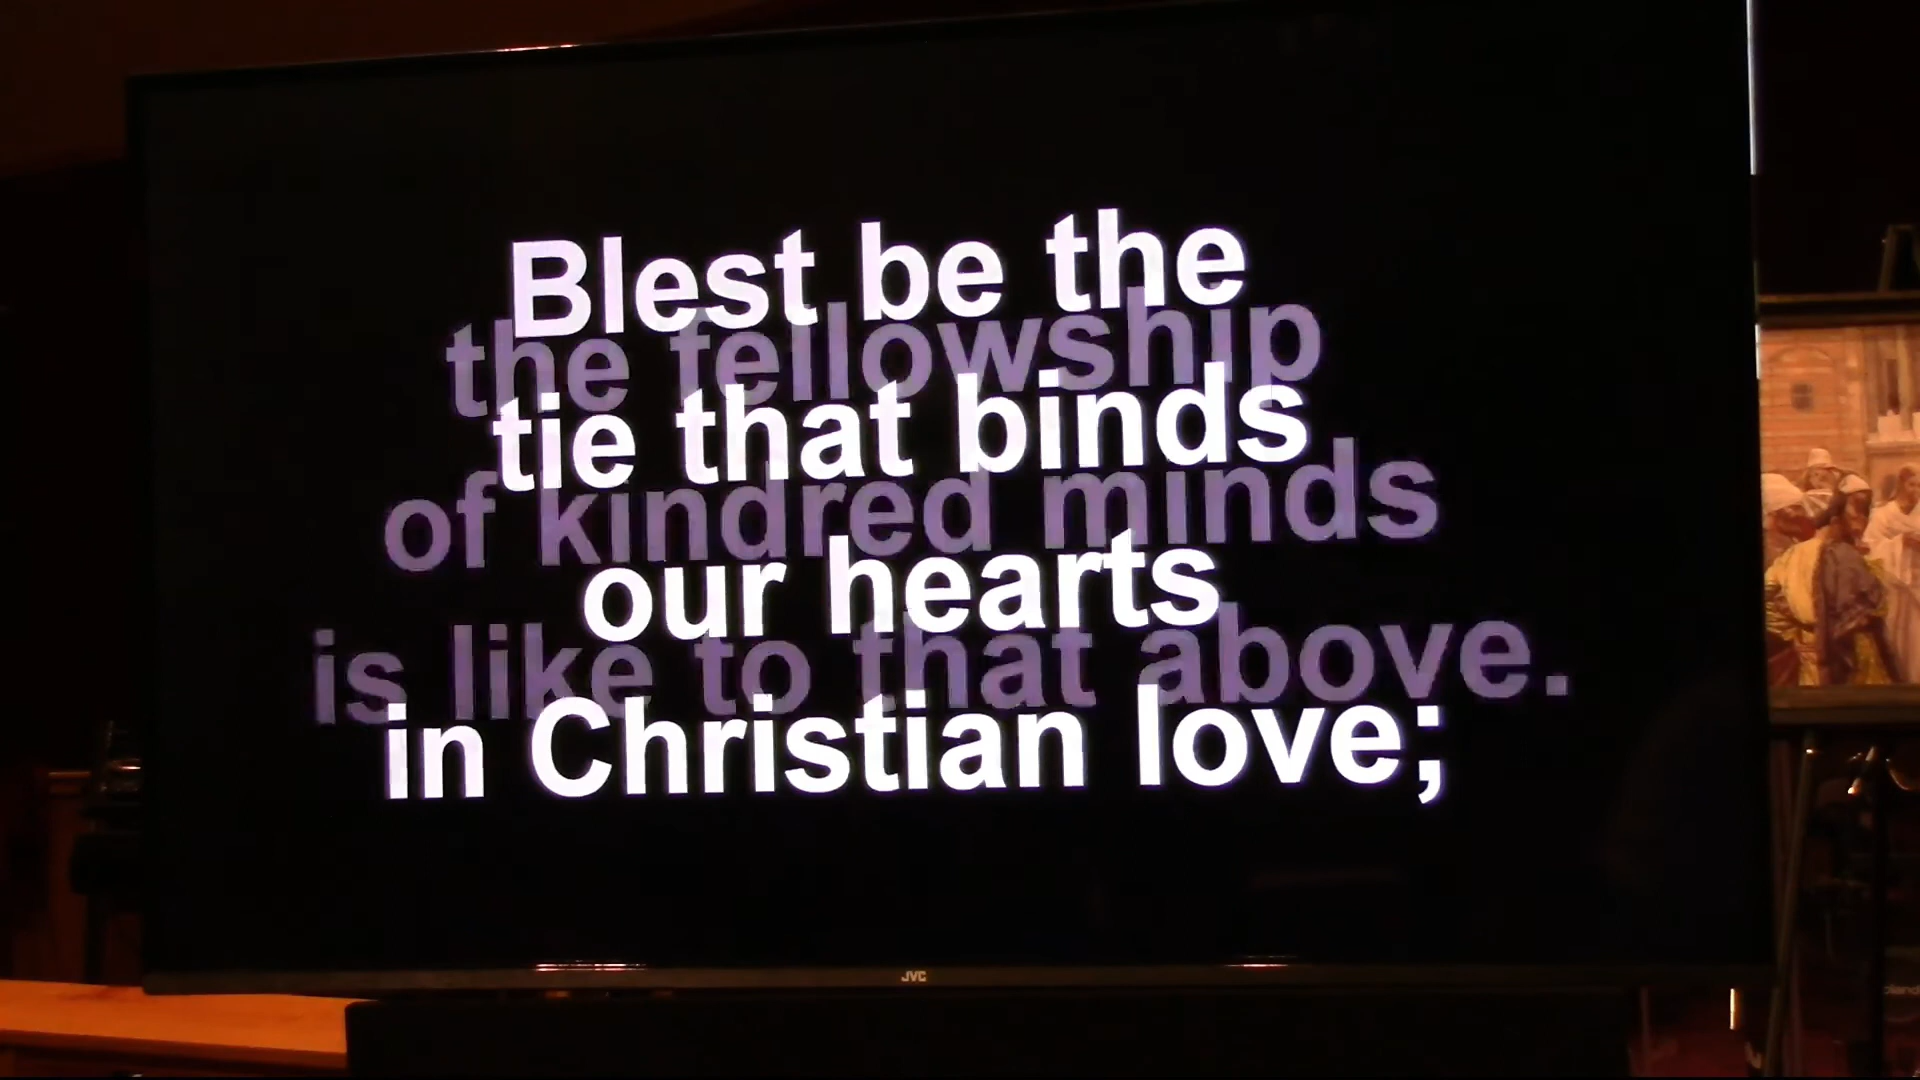 Blest be the
the fellowship
tie that binds
of kindred minds
our hearts
is like to that above.
in Christian love;
JVC